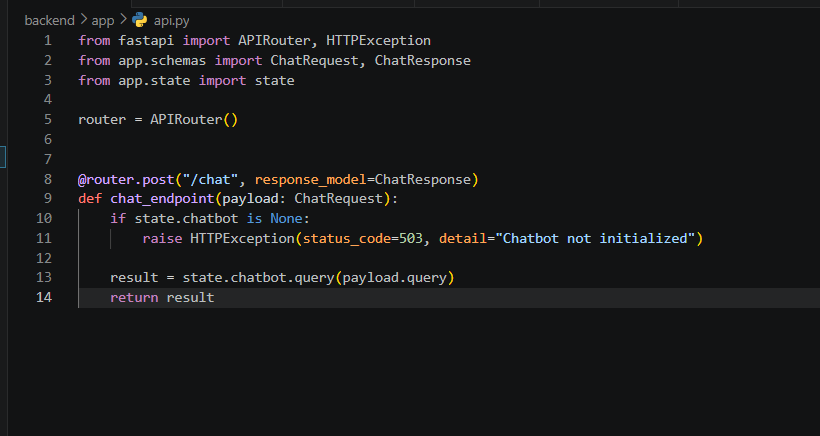 backend > app > api.py
1 from fastapi import APIRouter, HTTPException
2 from app.schemas import ChatRequest, ChatResponse
3 from app.state import state
4
5 router = APIRouter()
6
7
8 @router.post("/chat", response_model=ChatResponse)
9 def chat_endpoint(payload: ChatRequest):
10     if state.chatbot is None:
11         raise HTTPException(status_code=503, detail="Chatbot not initialized")
12
13     result = state.chatbot.query(payload.query)
14     return result